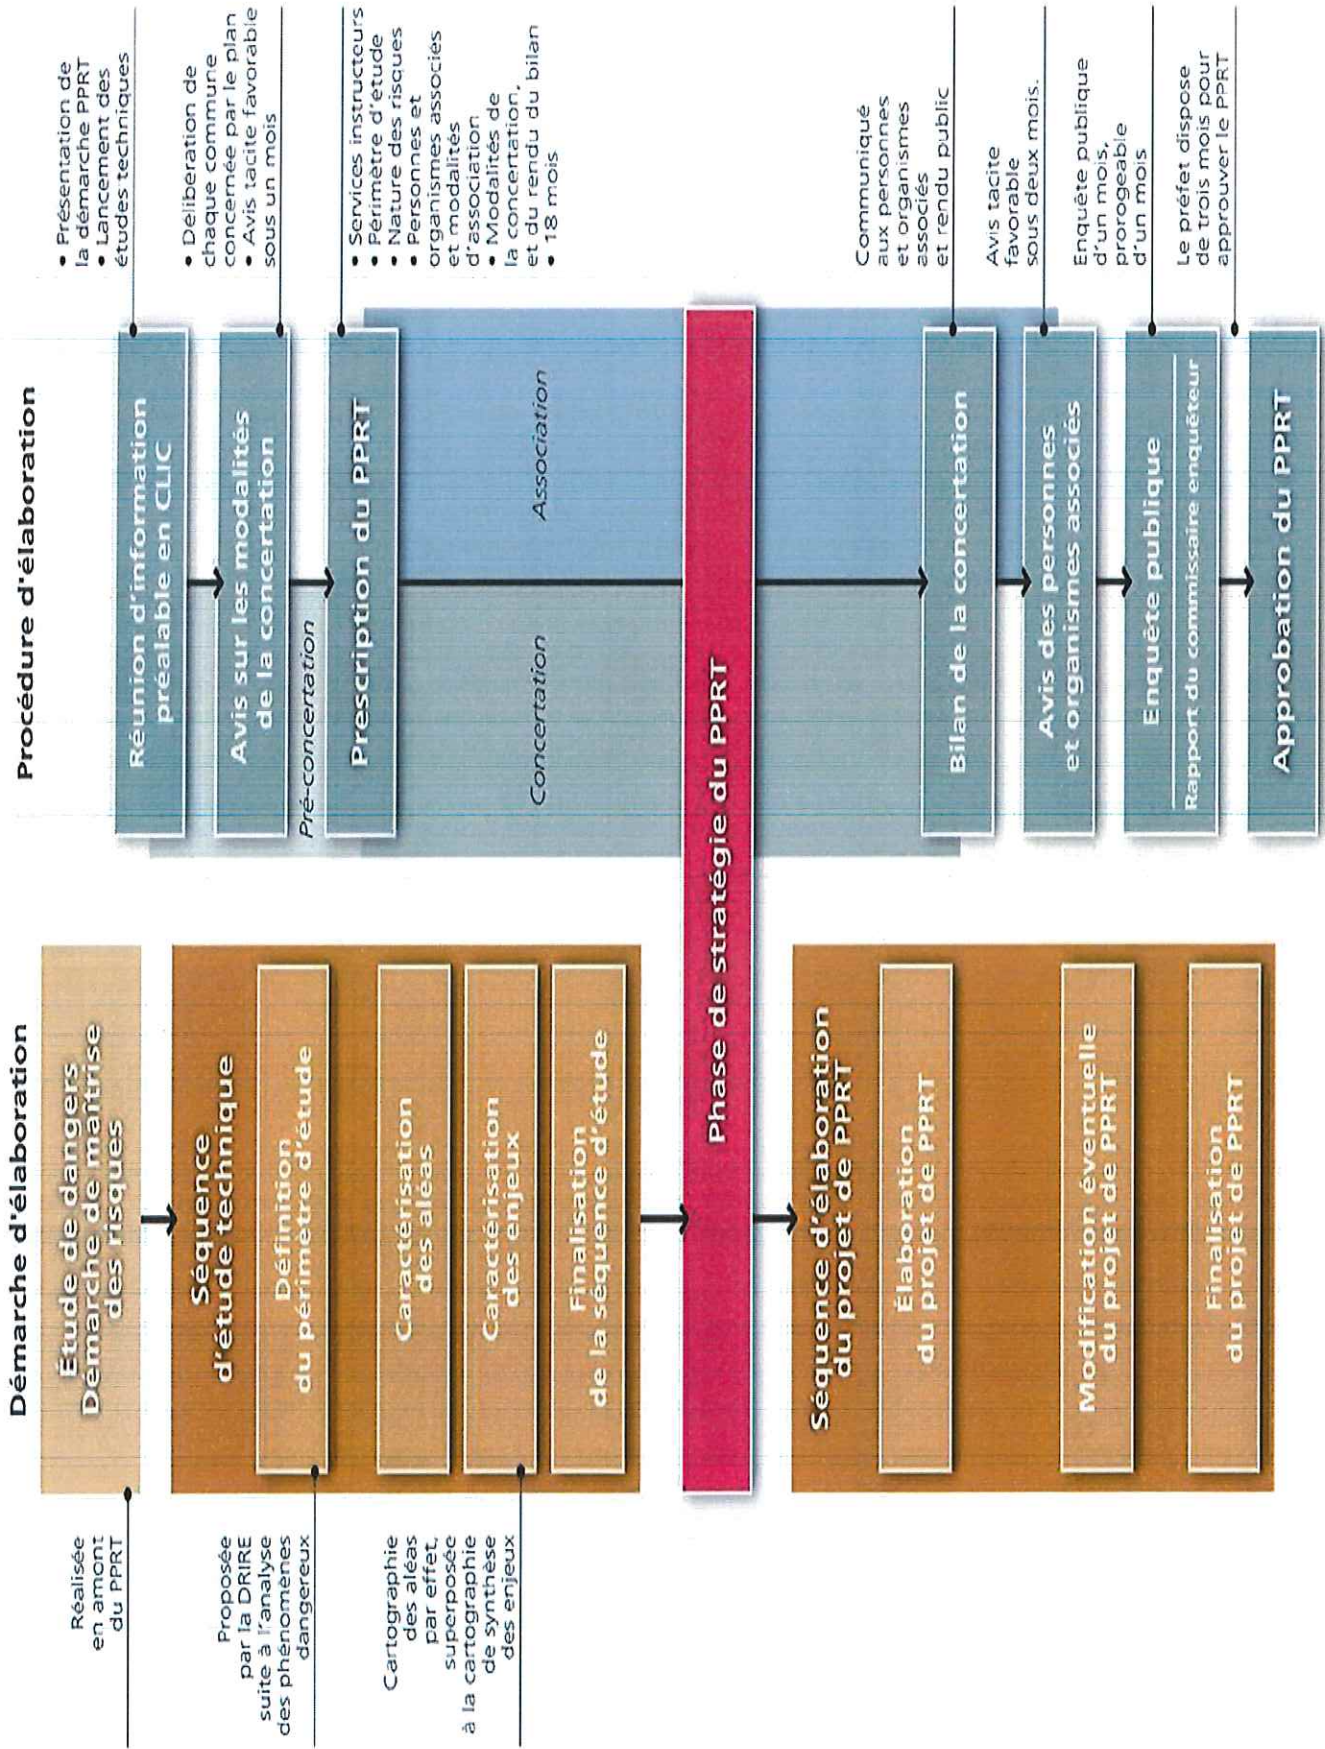 Démarche d'élaboration
Réalisée
en amont
du PPRT
Étude de dangers
Démarche de maîtrise
des risques
Séquence
d'étude technique
Proposée
par la DRIRE
suite à l'analyse
des phénomènes
dangereux
Définition
du périmètre d'étude
Caractérisation
des aléas
Cartographie
des aléas
par effet,
superposée
à la cartographie
de synthèse
des enjeux
Caractérisation
des enjeux
Finalisation
de la séquence d'étude
Phase de stratégie du PPRT
Séquence d'élaboration
du projet de PPRT
Élaboration
du projet de PPRT
Modification éventuelle
du projet de PPRT
Finalisation
du projet de PPRT
Procédure d'élaboration
Réunion d'information
préalable en CLIC
• Présentation de
la démarche PPRT
• Lancement des
études techniques
Avis sur les modalités
de la concertation
• Déliberation de
chaque commune
concernée par le plan
• Avis tacite favorable
sous un mois
Pré-concertation
Prescription du PPRT
• Services instructeurs
• Périmètre d'étude
• Nature des risques
• Personnes et
organismes associés
et modalités
d'association
• Modalités de
la concertation,
et du rendu du bilan
• 18 mois
Concertation
Association
Bilan de la concertation
Communiqué
aux personnes
et organismes
associés
et rendu public
Avis des personnes
et organismes associés
Avis tacite
favorable
sous deux mois.
Enquête publique
Rapport du commissaire enquêteur
Enquête publique
d'un mois,
prorogeable
d'un mois
Le préfet dispose
de trois mois pour
approuver le PPRT
Approbation du PPRT